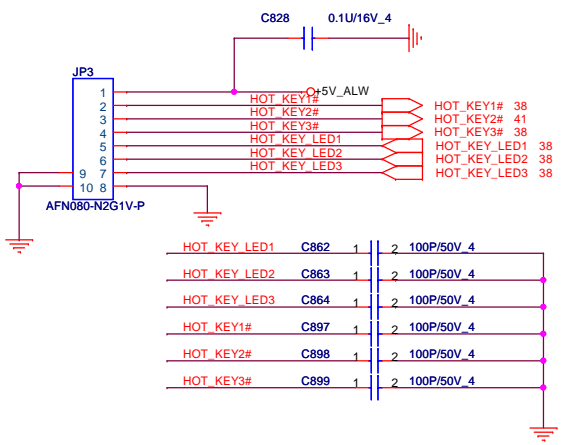 C828 0.1U/16V_4
JP3
1 +5V_ALW
2 HOT_KEY1# HOT_KEY1# 38
3 HOT_KEY2# HOT_KEY2# 41
4 HOT_KEY3# HOT_KEY3# 38
5 HOT_KEY_LED1 HOT_KEY_LED1 38
6 HOT_KEY_LED2 HOT_KEY_LED2 38
9 7 HOT_KEY_LED3 HOT_KEY_LED3 38
10 8
AFN080-N2G1V-P
HOT_KEY_LED1 C862 1 2 100P/50V_4
HOT_KEY_LED2 C863 1 2 100P/50V_4
HOT_KEY_LED3 C864 1 2 100P/50V_4
HOT_KEY1# C897 1 2 100P/50V_4
HOT_KEY2# C898 1 2 100P/50V_4
HOT_KEY3# C899 1 2 100P/50V_4